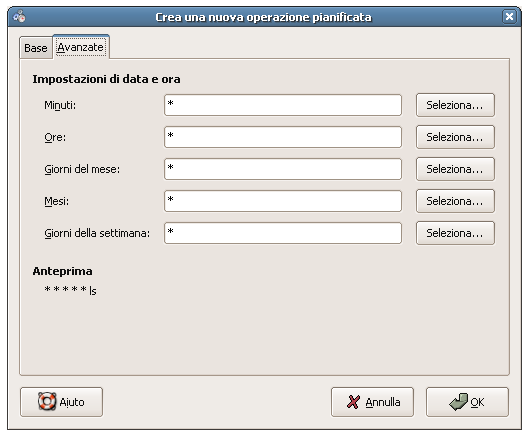 Crea una nuova operazione pianificata
Base Avanzate
Impostazioni di data e ora
Minuti: * Seleziona...
Ore: * Seleziona...
Giorni del mese: * Seleziona...
Mesi: * Seleziona...
Giorni della settimana: * Seleziona...
Anteprima
* * * * * ls
Aiuto Annulla OK